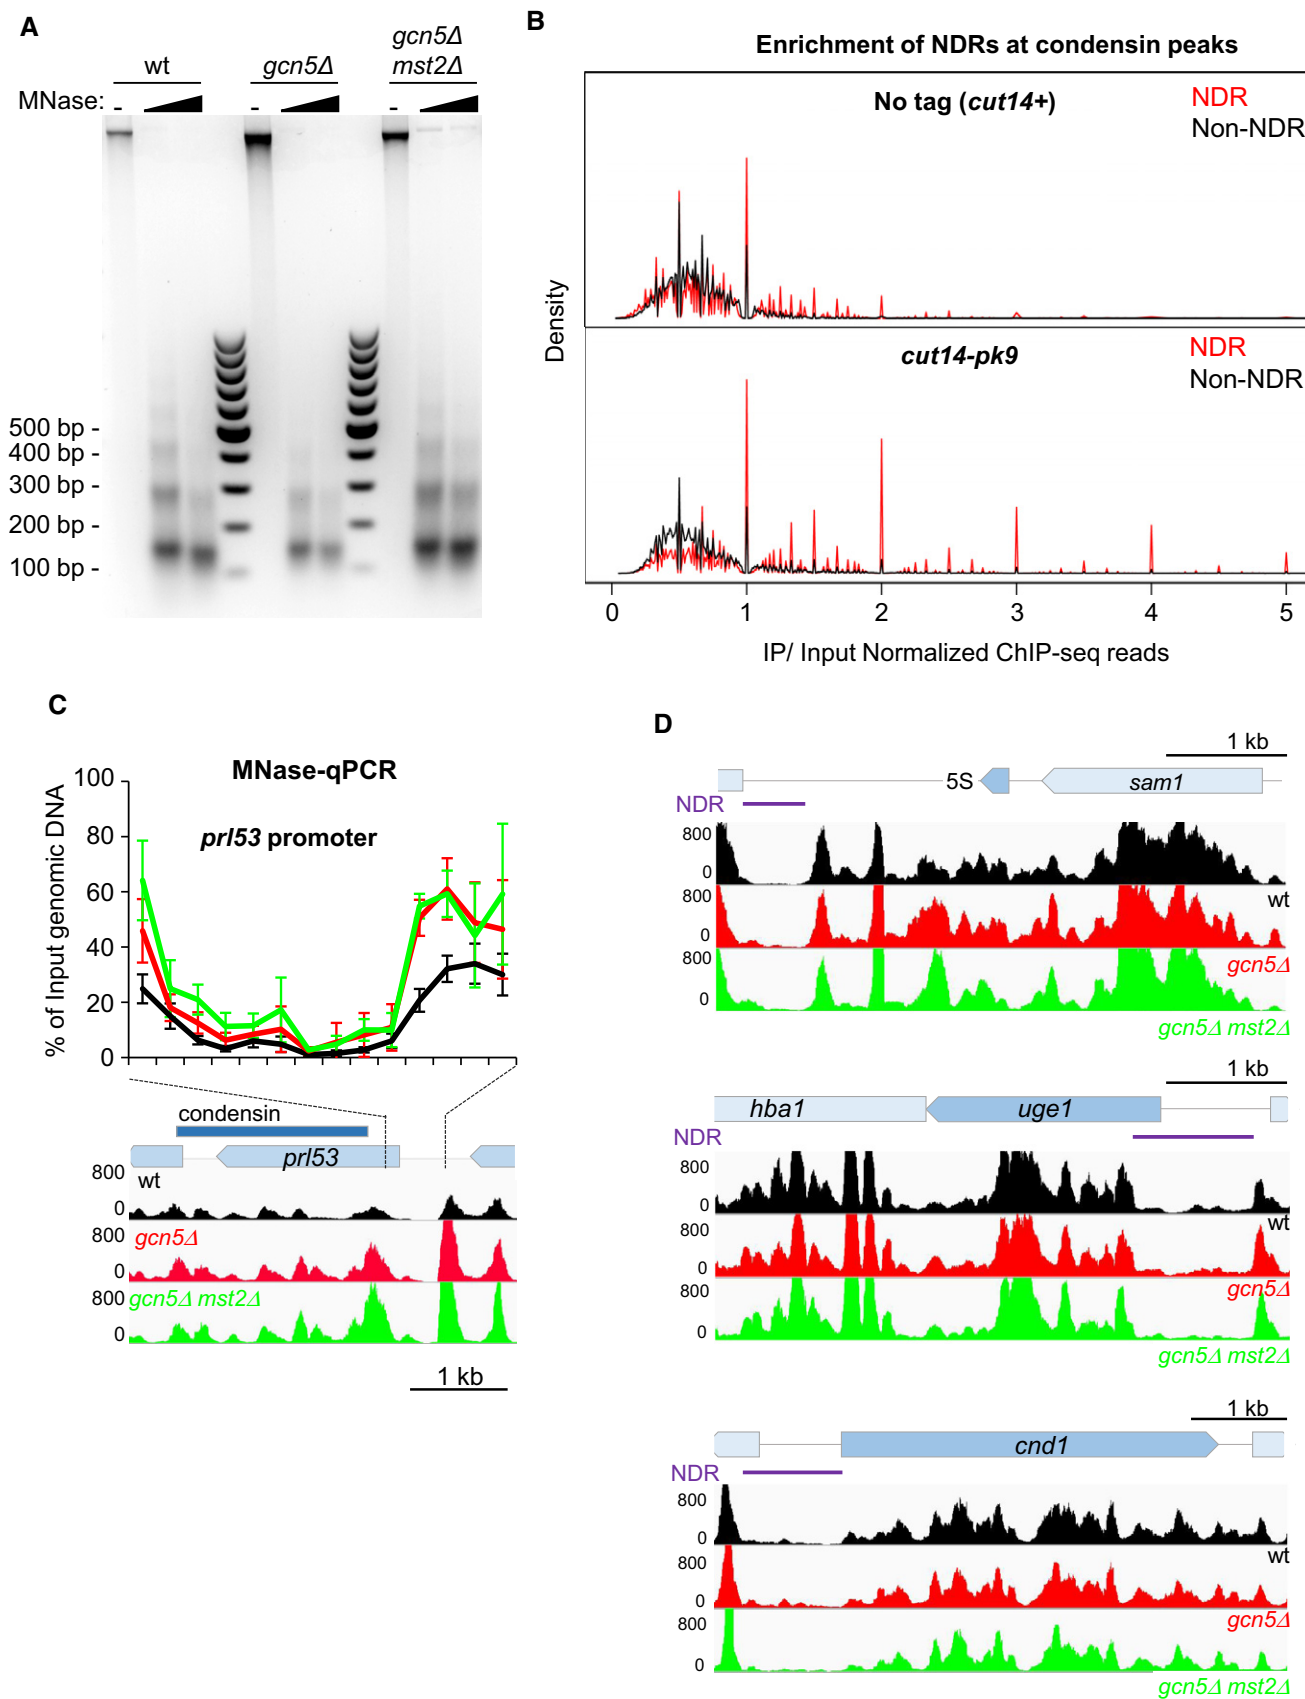 A
wt
gcn5Δ
gcn5Δ
mst2Δ
MNase:
-
-
-
500 bp -
400 bp -
300 bp -
200 bp -
100 bp -
B
Enrichment of NDRs at condensin peaks
No tag (cut14+)
NDR
Non-NDR
cut14-pk9
NDR
Non-NDR
Density
0 1 2 3 4 5
IP/ Input Normalized ChIP-seq reads
C
MNase-qPCR
prl53 promoter
% of Input genomic DNA
100
80
60
40
20
0
condensin
prl53
800
0
wt
800
0
gcn5Δ
800
0
gcn5Δ mst2Δ
1 kb
D
1 kb
5S
sam1
NDR
800
0
wt
800
0
gcn5Δ
800
0
gcn5Δ mst2Δ
1 kb
hba1
uge1
NDR
800
0
wt
800
0
gcn5Δ
800
0
gcn5Δ mst2Δ
1 kb
cnd1
NDR
800
0
wt
800
0
gcn5Δ
800
0
gcn5Δ mst2Δ